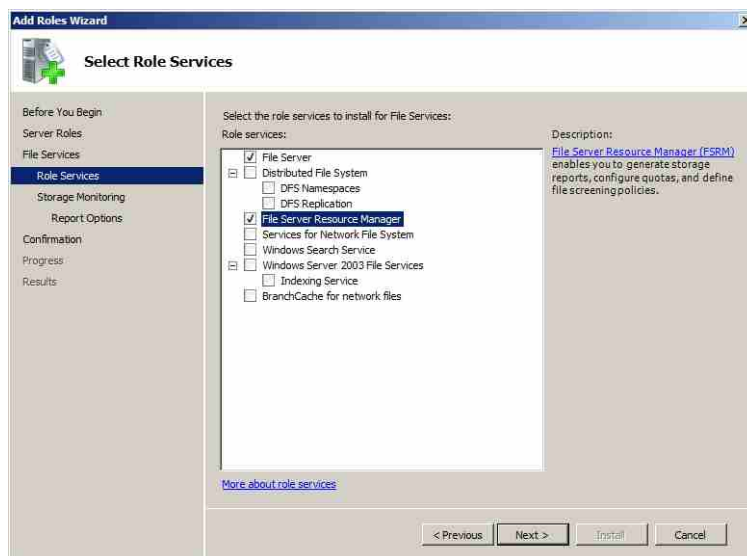 Add Roles Wizard
Select Role Services
Before You Begin
Server Roles
File Services
Role Services
Storage Monitoring
Report Options
Confirmation
Progress
Results
Select the role services to install for File Services:
Role services:
File Server
Distributed File System
DFS Namespaces
DFS Replication
File Server Resource Manager
Services for Network File System
Windows Search Service
Windows Server 2003 File Services
Indexing Service
BranchCache for network files
More about role services
Description:
File Server Resource Manager (FSRM)
enables you to generate storage
reports, configure quotas, and define
file screening policies.
< Previous
Next >
Install
Cancel